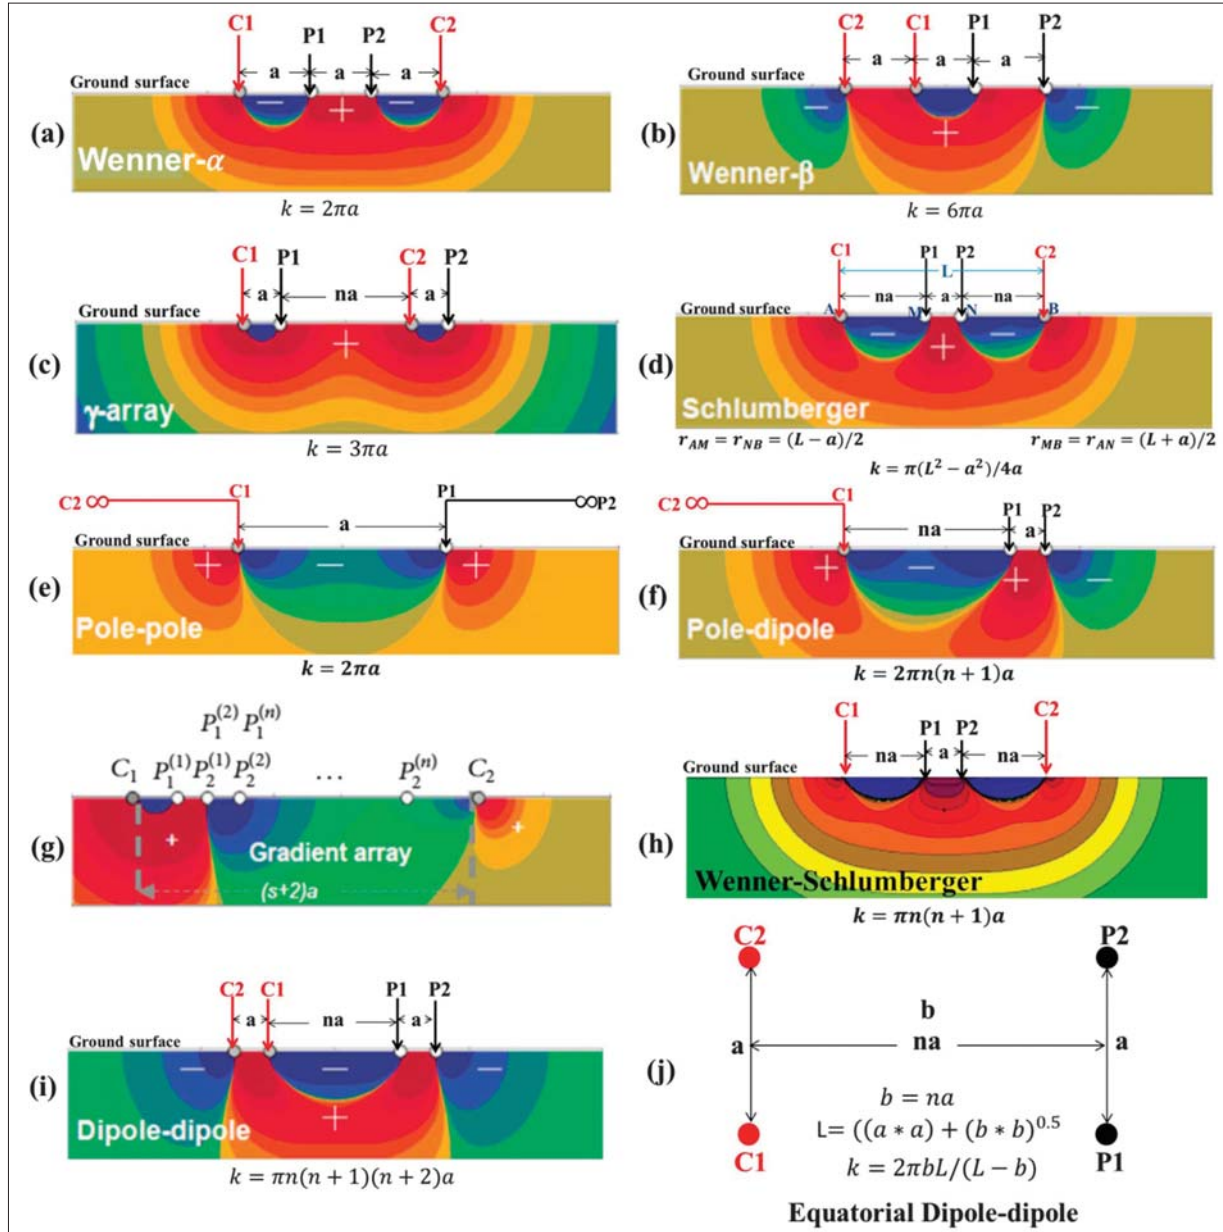 C1 P1 P2 C2
a a a
Ground surface
− + −
(a)
Wenner-α
k = 2πa
C2 C1 P1 P2
a a a
Ground surface
− + −
(b)
Wenner-β
k = 6πa
C1 P1 C2 P2
a na a
Ground surface
+
(c)
γ-array
k = 3πa
C1 P1 P2 C2
L
na a na
Ground surface A M N B
− + −
(d)
Schlumberger
r_AM = r_NB = (L − a)/2 r_MB = r_AN = (L + a)/2
k = π(L² − a²)/4a
C2 ∞ C1 P1 ∞P2
a
Ground surface
+ − +
(e)
Pole-pole
k = 2πa
C2 ∞ C1 P1 P2
na a
Ground surface
+ − + −
(f)
Pole-dipole
k = 2πn(n + 1)a
P₁⁽²⁾ P₁⁽ⁿ⁾
C₁ P₁⁽¹⁾ P₂⁽¹⁾ P₂⁽²⁾ … P₂⁽ⁿ⁾ C₂
+ +
(g)
Gradient array
(s+2)a
C1 P1 P2 C2
na a na
Ground surface
(h)
Wenner-Schlumberger
k = πn(n + 1)a
C2 C1 P1 P2
a na a
Ground surface
− − −
+
(i)
Dipole-dipole
k = πn(n + 1)(n + 2)a
C2 P2
b
a na a
(j)
b = na
L= ((a * a) + (b * b)^0.5
C1 P1
k = 2πbL/(L − b)
Equatorial Dipole-dipole